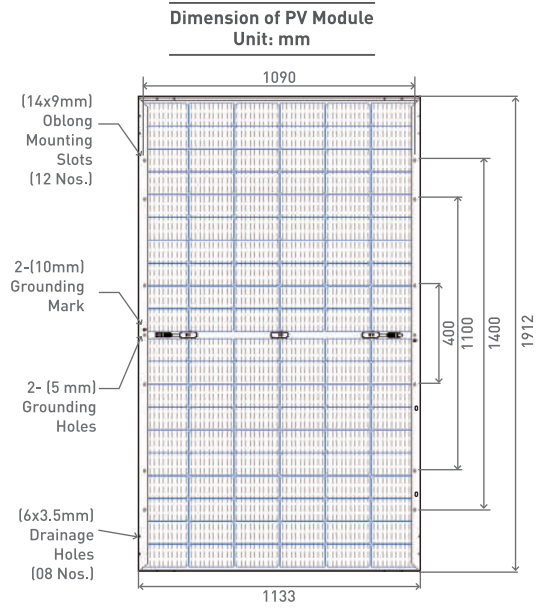 Dimension of PV Module
Unit: mm
1090
(14x9mm)
Oblong
Mounting
Slots
(12 Nos.)
2-(10mm)
Grounding
Mark
2- (5 mm)
Grounding
Holes
(6x3.5mm)
Drainage
Holes
(08 Nos.)
400
1100
1400
1912
1133